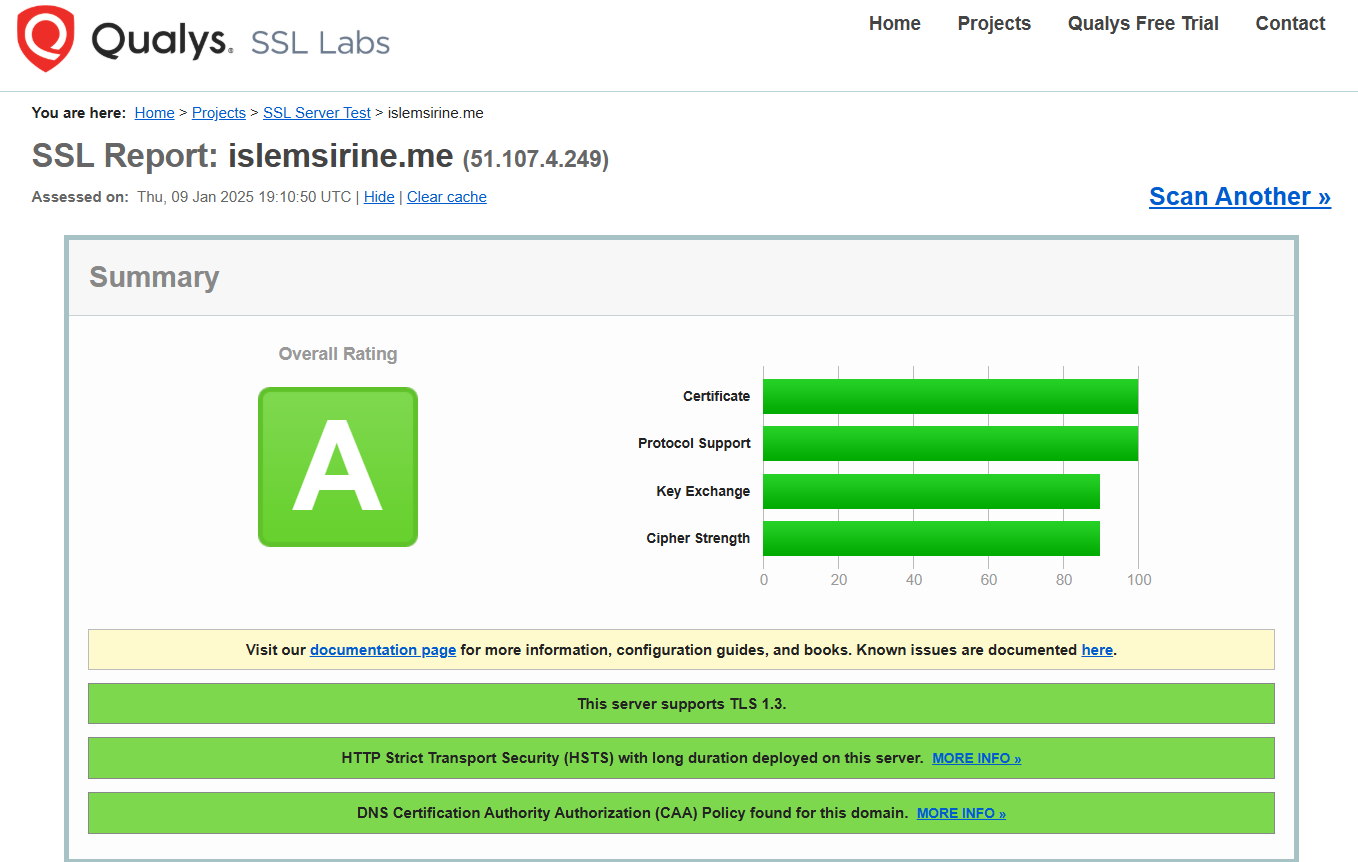 Qualys. SSL Labs
Home Projects Qualys Free Trial Contact
You are here: Home > Projects > SSL Server Test > islemsirine.me
SSL Report: islemsirine.me (51.107.4.249)
Assessed on: Thu, 09 Jan 2025 19:10:50 UTC | Hide | Clear cache
Scan Another »
Summary
Overall Rating
A
Certificate
Protocol Support
Key Exchange
Cipher Strength
0 20 40 60 80 100
Visit our documentation page for more information, configuration guides, and books. Known issues are documented here.
This server supports TLS 1.3.
HTTP Strict Transport Security (HSTS) with long duration deployed on this server. MORE INFO »
DNS Certification Authority Authorization (CAA) Policy found for this domain. MORE INFO »